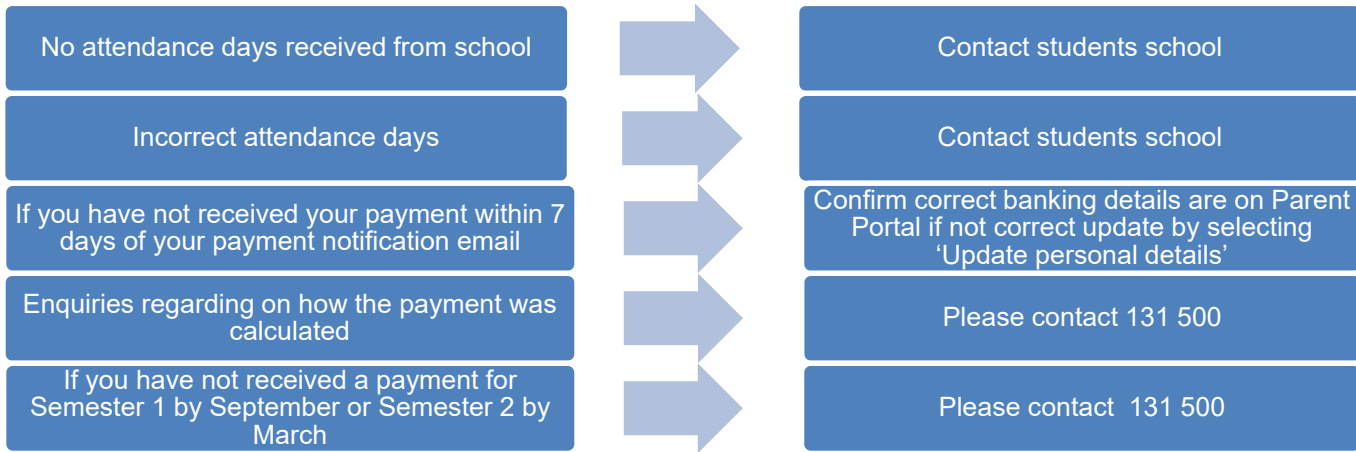 No attendance days received from school
Contact students school
Incorrect attendance days
Contact students school
If you have not received your payment within 7
days of your payment notification email
Confirm correct banking details are on Parent
Portal if not correct update by selecting
‘Update personal details’
Enquiries regarding on how the payment was
calculated
Please contact 131 500
If you have not received a payment for
Semester 1 by September or Semester 2 by
March
Please contact  131 500